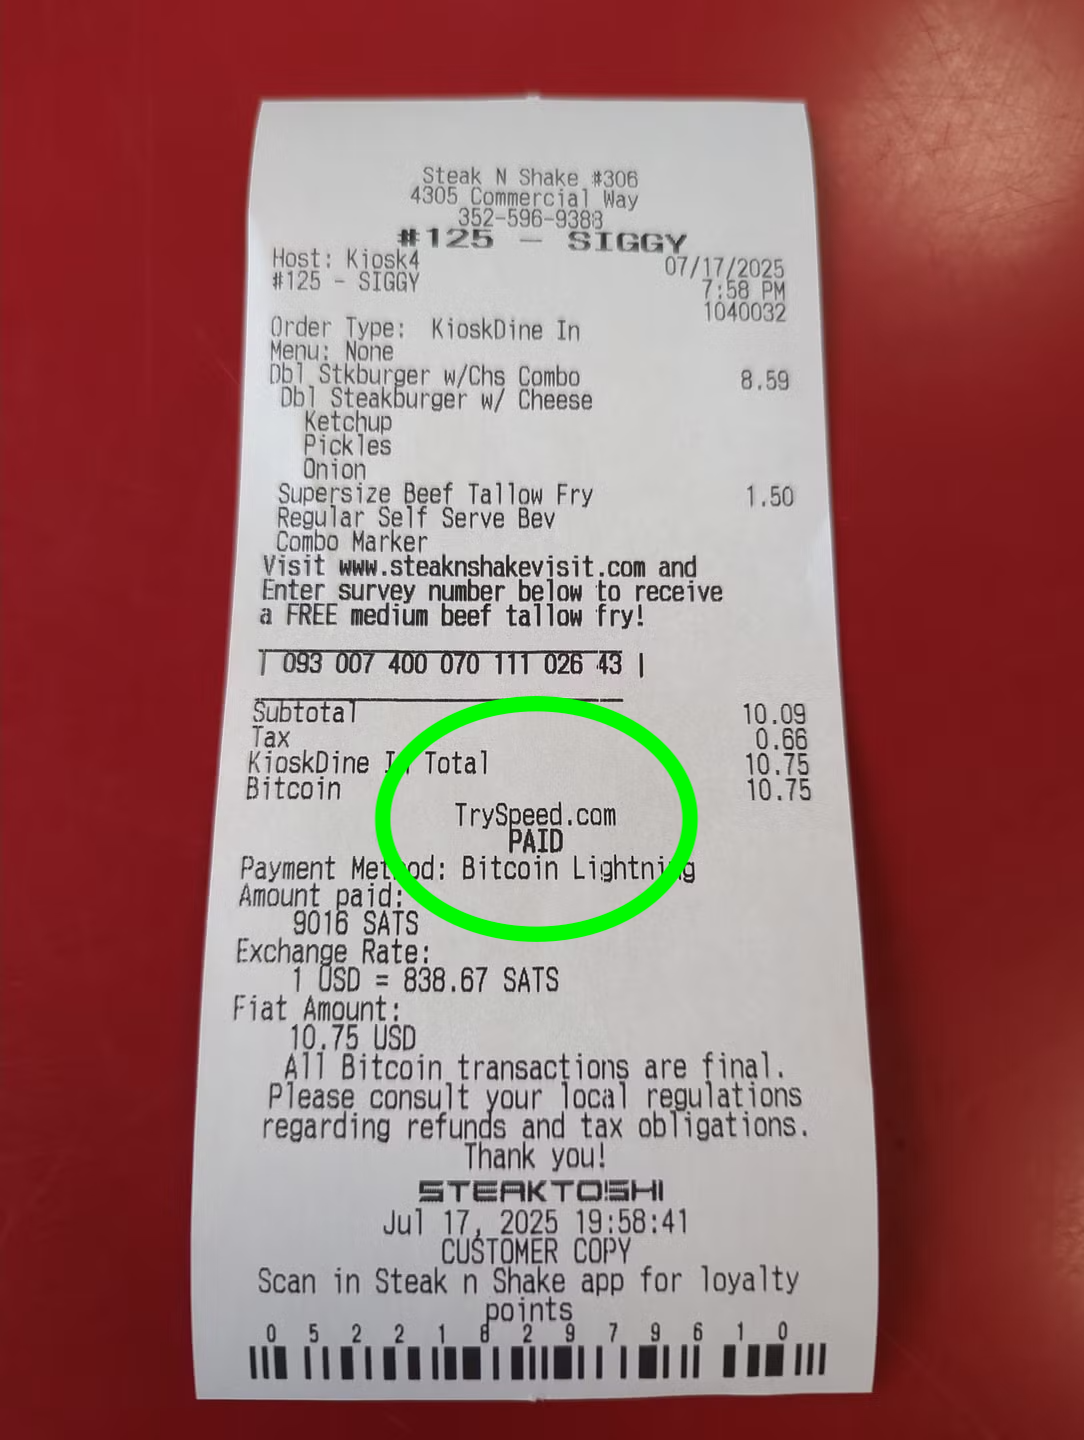 Steak N Shake #306
4305 Commercial Way
352-596-9383
#125 - SIGGY
Host: Kiosk4
07/17/2025
#125 - SIGGY
7:58 PM
1040032
Order Type: KioskDine In
Menu: None
Dbl Stkburger w/Chs Combo 8.59
Dbl Steakburger w/ Cheese
Ketchup
Pickles
Onion
Supersize Beef Tallow Fry 1.50
Regular Self Serve Bev
Combo Marker
Visit www.steaknshakevisit.com and
Enter survey number below to receive
a FREE medium beef tallow fry!
| 093 007 400 070 111 026 43 |
Subtotal 10.09
Tax 0.66
KioskDine In Total 10.75
Bitcoin 10.75
TrySpeed.com
PAID
Payment Method: Bitcoin Lightning
Amount paid:
9016 SATS
Exchange Rate:
1 USD = 838.67 SATS
Fiat Amount:
10.75 USD
All Bitcoin transactions are final.
Please consult your local regulations
regarding refunds and tax obligations.
Thank you!
STEAKTOSHI
Jul 17, 2025 19:58:41
CUSTOMER COPY
Scan in Steak n Shake app for loyalty
points
0 5 2 2 1 8 2 9 7 9 6 1 0